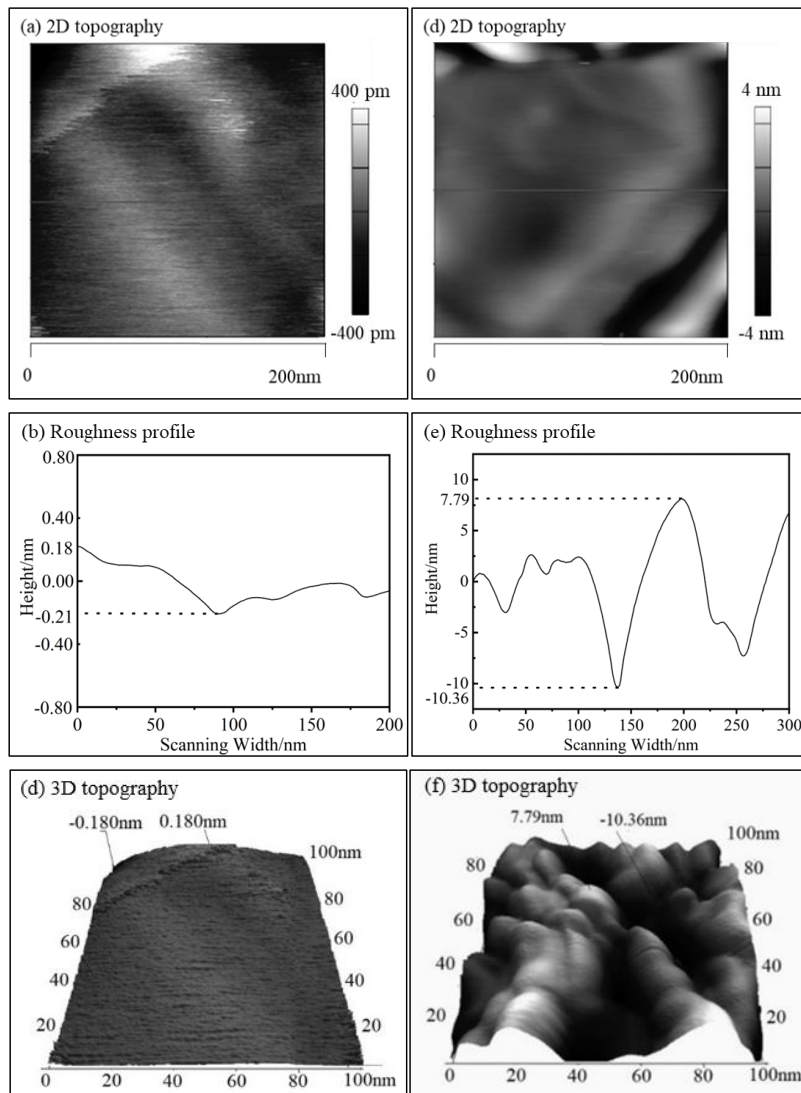 (a) 2D topography
400 pm
-400 pm
0
200nm
(d) 2D topography
4 nm
-4 nm
0
200nm
(b) Roughness profile
0.80
0.40
0.18
0.00
-0.21
-0.40
-0.80
Height/nm
0 50 100 150 200
Scanning Width/nm
(e) Roughness profile
10
7.79
5
0
-5
-10
-10.36
Height/nm
0 50 100 150 200 250 300
Scanning Width/nm
(d) 3D topography
-0.180nm
0.180nm
100nm
80
80
60
60
40
40
20
20
0 20 40 60 80 100nm
(f) 3D topography
7.79nm
-10.36nm
100nm
80
80
60
60
40
40
20
20
0 20 40 60 80 100nm